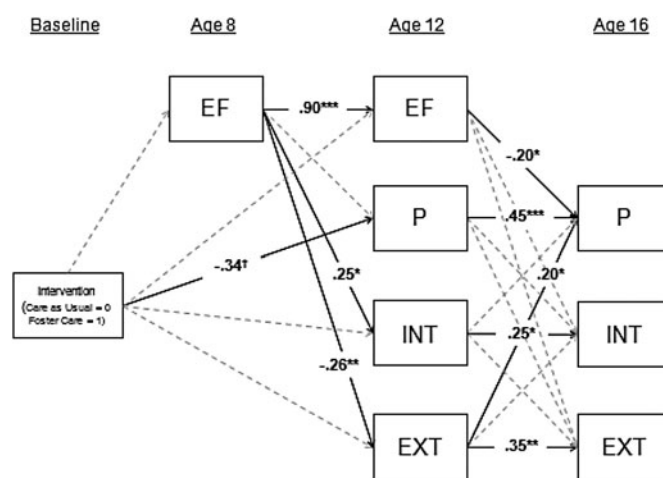 Baseline
Age 8
Age 12
Age 16
EF
.90***
EF
-.20*
P
.45***
P
-.34†
.25*
.20*
Intervention
(Care as Usual = 0
Foster Care = 1)
INT
.25*
INT
-.26**
EXT
.35**
EXT